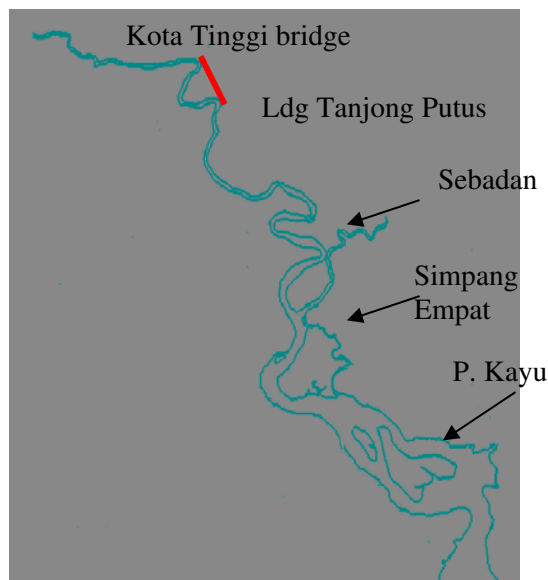 Kota Tinggi bridge
Ldg Tanjong Putus
Sebadan
Simpang
Empat
P. Kayu